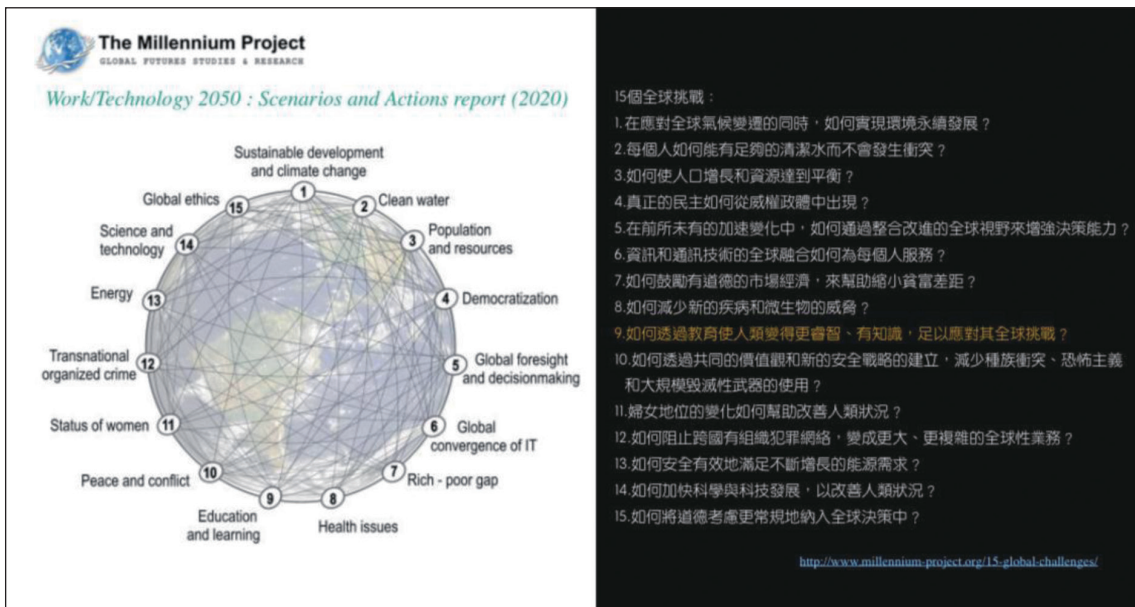 The Millennium Project
GLOBAL FUTURES STUDIES & RESEARCH
Work/Technology 2050 : Scenarios and Actions report (2020)
Sustainable development
and climate change
1
Clean water
2
Population
and resources
3
Democratization
4
Global foresight
and decisionmaking
5
Global
convergence of IT
6
Rich - poor gap
7
Health issues
8
Education
and learning
9
Peace and conflict
10
Status of women
11
Transnational
organized crime
12
Energy
13
Science and
technology
14
Global ethics
15
15個全球挑戰：
1.在應對全球氣候變遷的同時，如何實現環境永續發展？
2.每個人如何能有足夠的清潔水而不會發生衝突？
3.如何使人口增長和資源達到平衡？
4.真正的民主如何從威權政體中出現？
5.在前所未有的加速變化中，如何通過整合改進的全球視野來增強決策能力？
6.資訊和通訊技術的全球融合如何為每個人服務？
7.如何鼓勵有道德的市場經濟，來幫助縮小貧富差距？
8.如何減少新的疾病和微生物的威脅？
9.如何透過教育使人類變得更睿智、有知識，足以應對其全球挑戰？
10.如何透過共同的價值觀和新的安全戰略的建立，減少種族衝突、恐怖主義
和大規模毀滅性武器的使用？
11.婦女地位的變化如何幫助改善人類狀況？
12.如何阻止跨國有組織犯罪網絡，變成更大、更複雜的全球性業務？
13.如何安全有效地滿足不斷增長的能源需求？
14.如何加快科學與科技發展，以改善人類狀況？
15.如何將道德考慮更常規地納入全球決策中？
http://www.millennium-project.org/15-global-challenges/